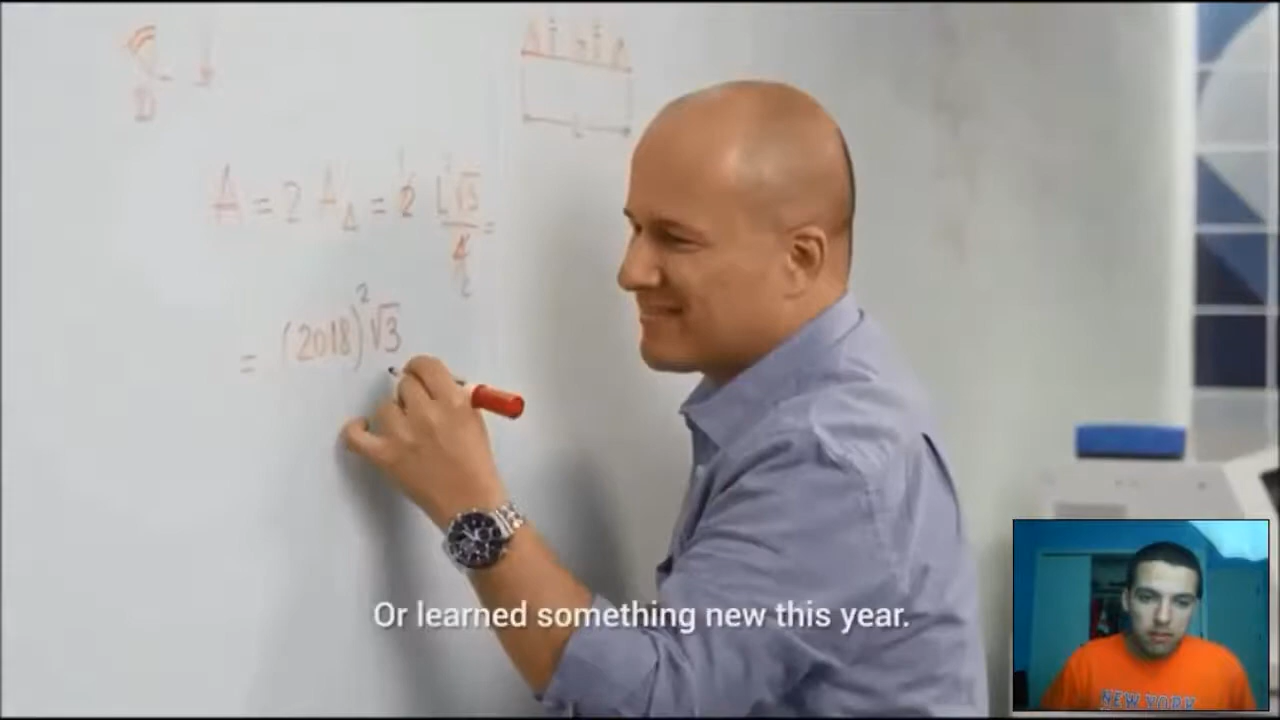 A = 2 A△ = 2 L²√3/4 =
= (2018)²√3
Or learned something new this year.
NEW YORK